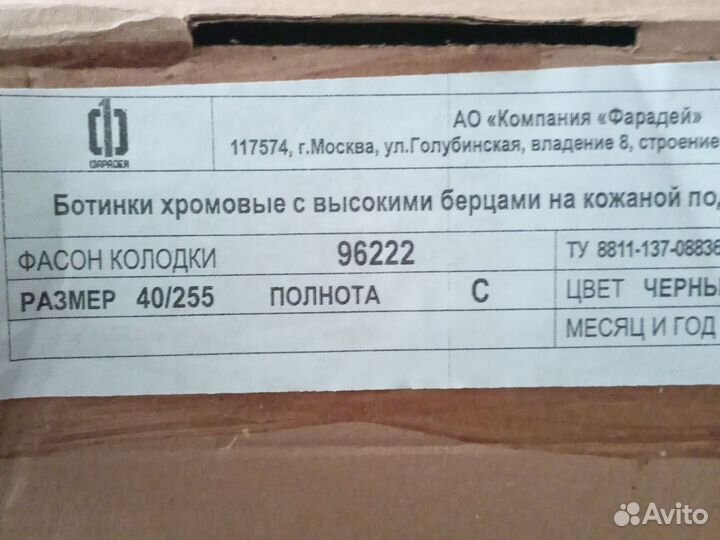 АО «Компания «Фарадей»
117574, г.Москва, ул.Голубинская, владение 8, строение
ФАРАДЕЙ
Ботинки хромовые с высокими берцами на кожаной
ФАСОН КОЛОДКИ 96222 ТУ 8811-137-08836
РАЗМЕР 40/255 ПОЛНОТА С ЦВЕТ ЧЕРНЫ
МЕСЯЦ И ГОД
Avito